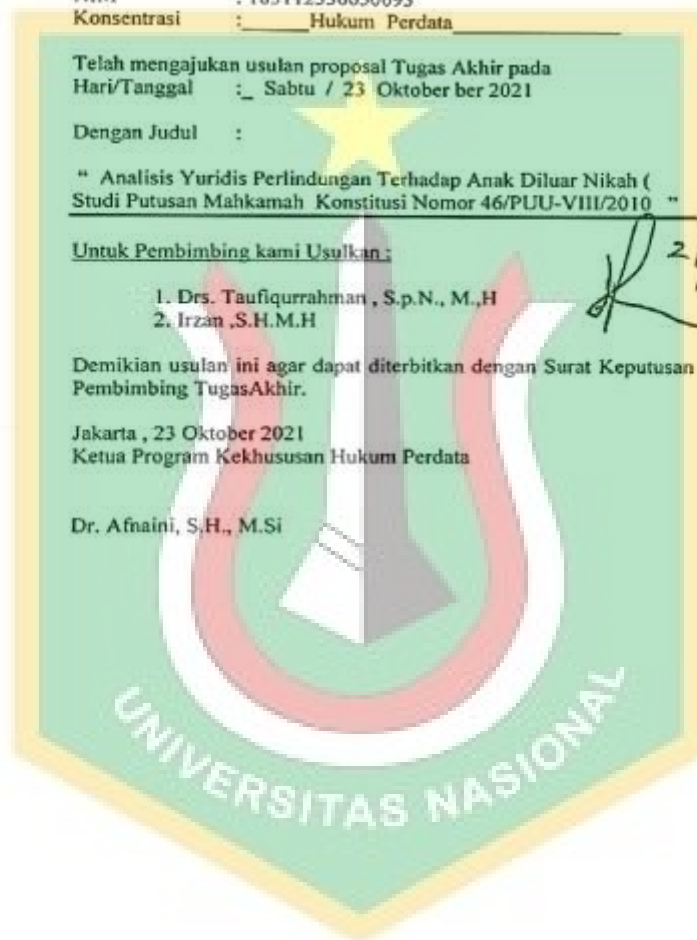 Konsentrasi : Hukum Perdata
Telah mengajukan usulan proposal Tugas Akhir pada
Hari/Tanggal :_ Sabtu / 23 Oktober ber 2021
Dengan Judul :
“ Analisis Yuridis Perlindungan Terhadap Anak Diluar Nikah (
Studi Putusan Mahkamah Konstitusi Nomor 46/PUU-VIII/2010 ”
Untuk Pembimbing kami Usulkan :
1. Drs. Taufiqurrahman , S.p.N., M.,H
2. Irzan ,S.H.M.H
Demikian usulan ini agar dapat diterbitkan dengan Surat Keputusan
Pembimbing TugasAkhir.
Jakarta , 23 Oktober 2021
Ketua Program Kekhususan Hukum Perdata
Dr. Afnaini, S.H., M.Si
UNIVERSITAS NASIONAL